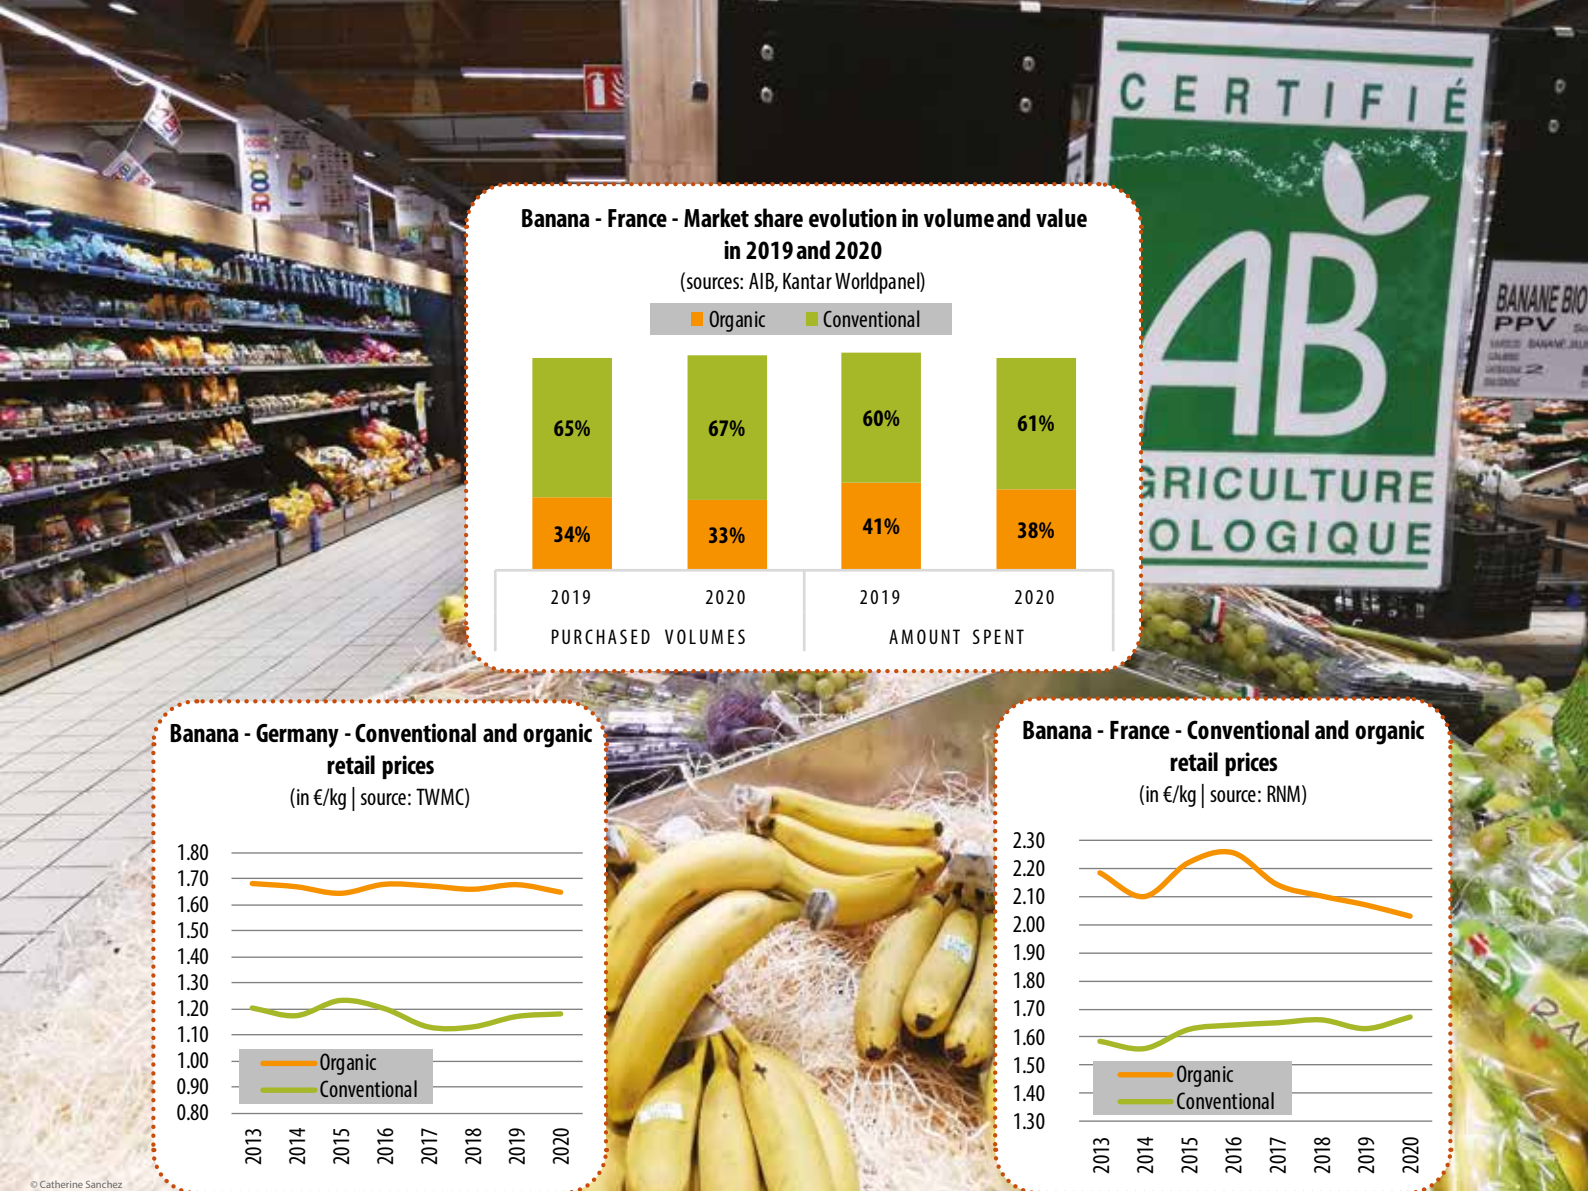 CERTIFIÉ
AB
GRICULTURE
OLOGIQUE
BANANE BIO
PPV
Banana - France - Market share evolution in volume and value
in 2019 and 2020
(sources: AIB, Kantar Worldpanel)
Organic Conventional
65% 67% 60% 61%
34% 33% 41% 38%
2019 2020 2019 2020
PURCHASED VOLUMES AMOUNT SPENT
Banana - Germany - Conventional and organic
retail prices
(in €/kg | source: TWMC)
1.80
1.70
1.60
1.50
1.40
1.30
1.20
1.10
1.00
0.90
0.80
Organic
Conventional
2013 2014 2015 2016 2017 2018 2019 2020
Banana - France - Conventional and organic
retail prices
(in €/kg | source: RNM)
2.30
2.20
2.10
2.00
1.90
1.80
1.70
1.60
1.50
1.40
1.30
Organic
Conventional
2013 2014 2015 2016 2017 2018 2019 2020
© Catherine Sanchez